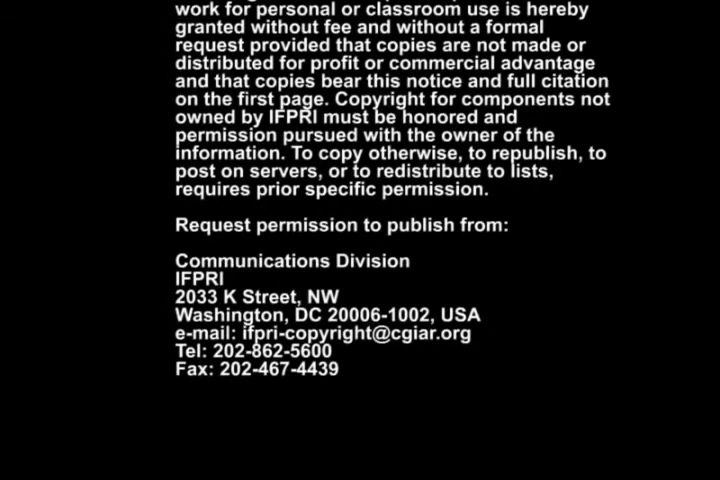 work for personal or classroom use is hereby
granted without fee and without a formal
request provided that copies are not made or
distributed for profit or commercial advantage
and that copies bear this notice and full citation
on the first page. Copyright for components not
owned by IFPRI must be honored and
permission pursued with the owner of the
information. To copy otherwise, to republish, to
post on servers, or to redistribute to lists,
requires prior specific permission.
Request permission to publish from:
Communications Division
IFPRI
2033 K Street, NW
Washington, DC 20006-1002, USA
e-mail: ifpri-copyright@cgiar.org
Tel: 202-862-5600
Fax: 202-467-4439